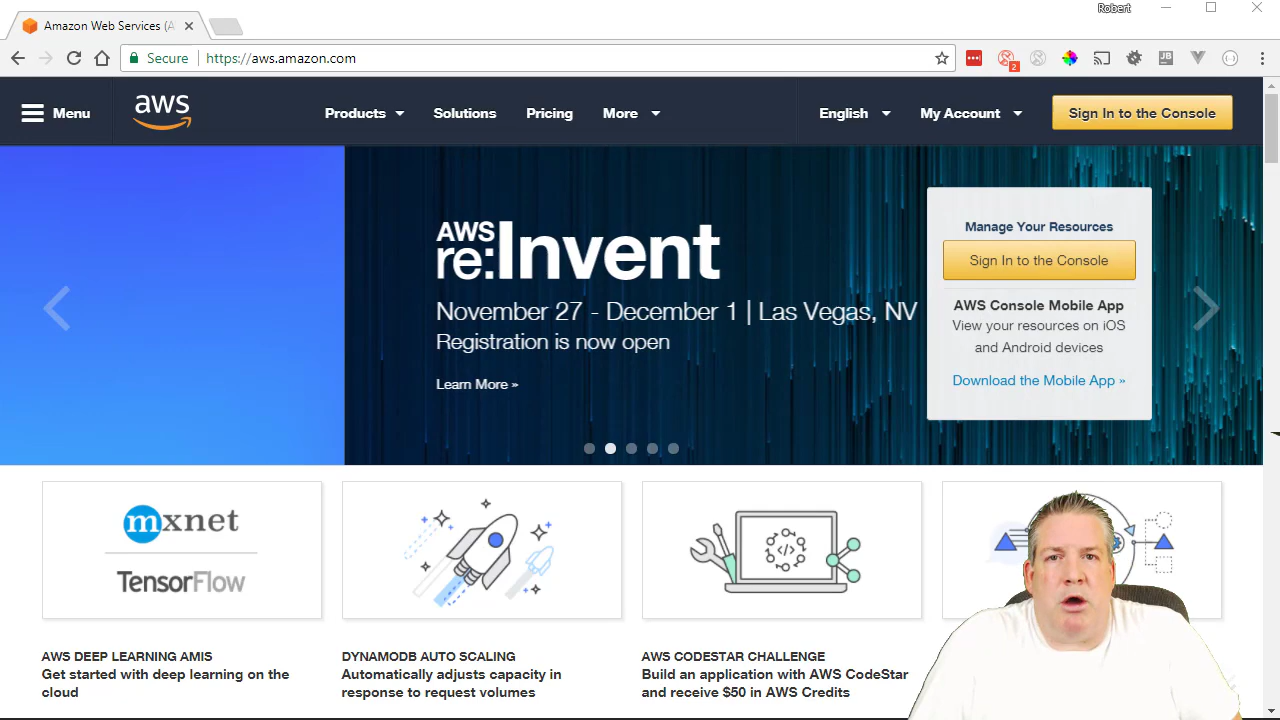 Robert
Amazon Web Services (A
Secure
https://aws.amazon.com
2
JB
Menu
aws
Products
Solutions
Pricing
More
English
My Account
Sign In to the Console
AWS
re:Invent
November 27 - December 1 | Las Vegas, NV
Registration is now open
Learn More »
Manage Your Resources
Sign In to the Console
AWS Console Mobile App
View your resources on iOS
and Android devices
Download the Mobile App »
mxnet
TensorFlow
</>
AWS DEEP LEARNING AMIS
Get started with deep learning on the
cloud
DYNAMODB AUTO SCALING
Automatically adjusts capacity in
response to request volumes
AWS CODESTAR CHALLENGE
Build an application with AWS CodeStar
and receive $50 in AWS Credits